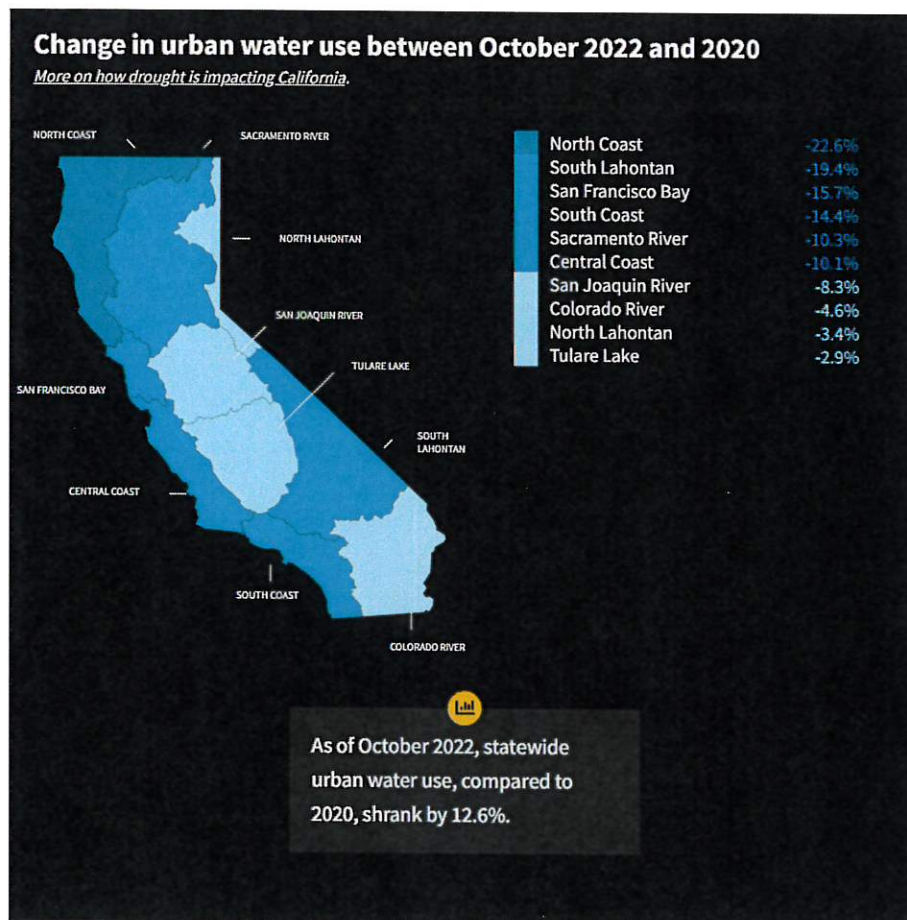 Change in urban water use between October 2022 and 2020
More on how drought is impacting California.
NORTH COAST
SACRAMENTO RIVER
NORTH LAHONTAN
SAN JOAQUIN RIVER
TULARE LAKE
SAN FRANCISCO BAY
SOUTH
LAHONTAN
CENTRAL COAST
SOUTH COAST
COLORADO RIVER
North Coast -22.6%
South Lahontan -19.4%
San Francisco Bay -15.7%
South Coast -14.4%
Sacramento River -10.3%
Central Coast -10.1%
San Joaquin River -8.3%
Colorado River -4.6%
North Lahontan -3.4%
Tulare Lake -2.9%
As of October 2022, statewide
urban water use, compared to
2020, shrank by 12.6%.